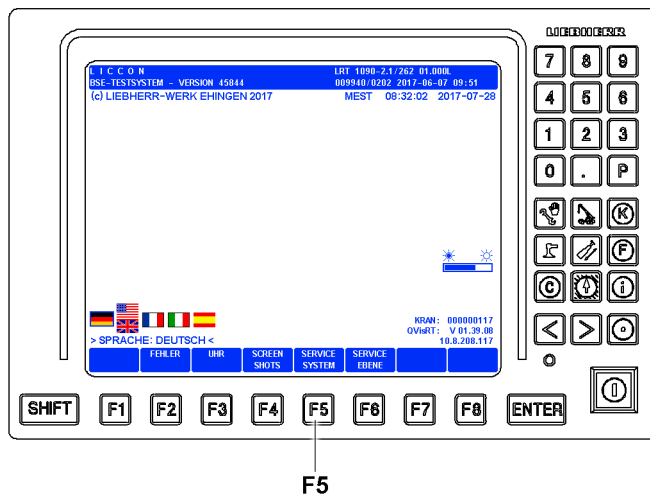 LIEBHERR
LICCON
LRT 1090-2.1/262 01.000L
BSE-TESTSYSTEM - VERSION 45844
009940/0202 2017-06-07 09:51
(c) LIEBHERR-WERK EHINGEN 2017
MEST 08:32:02 2017-07-28
KRAN: 000000117
QVisRT: V 01.39.08
10.8.208.117
> SPRACHE: DEUTSCH <
FEHLER
UHR
SCREEN SHOTS
SERVICE SYSTEM
SERVICE EBENE
7 8 9
4 5 6
1 2 3
0 . P
K
F
C i
< >
SHIFT F1 F2 F3 F4 F5 F6 F7 F8 ENTER
F5